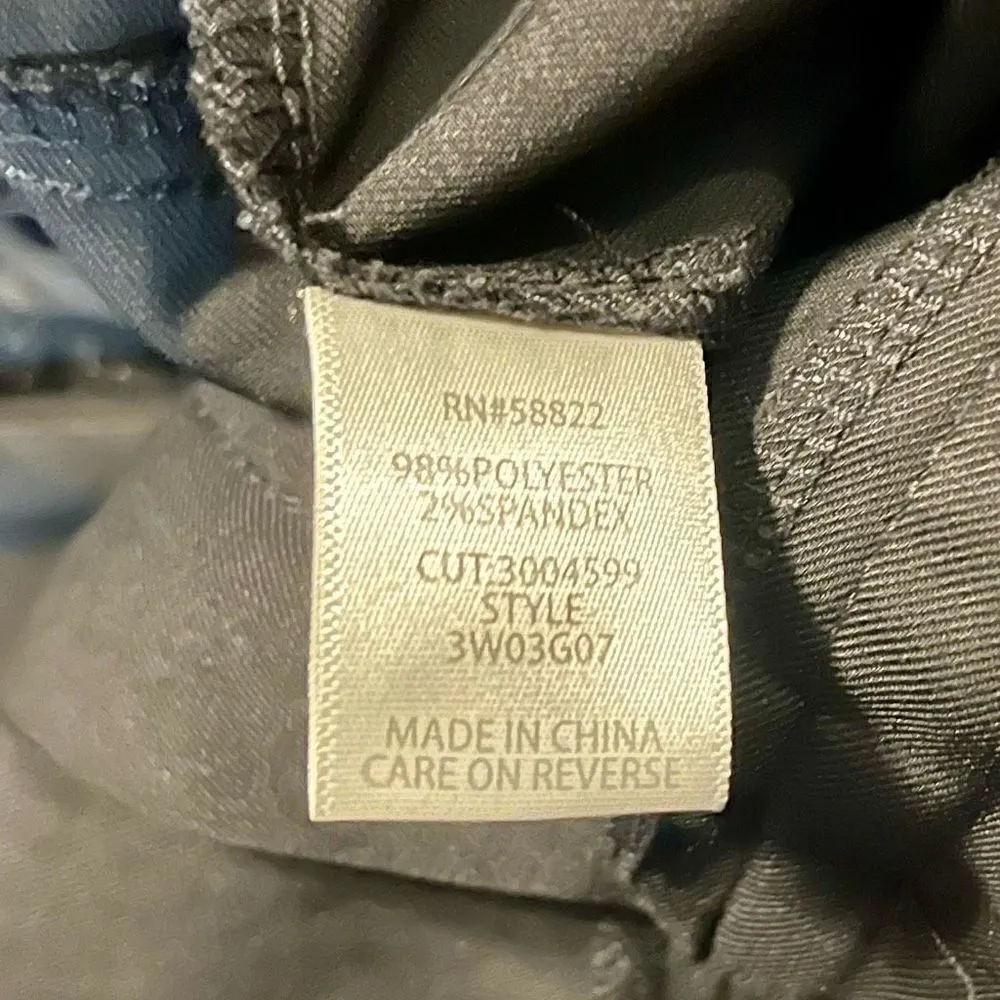 RN#58822
98%POLYESTER
2%SPANDEX
CUT:3004599
STYLE
3W03G07
MADE IN CHINA
CARE ON REVERSE